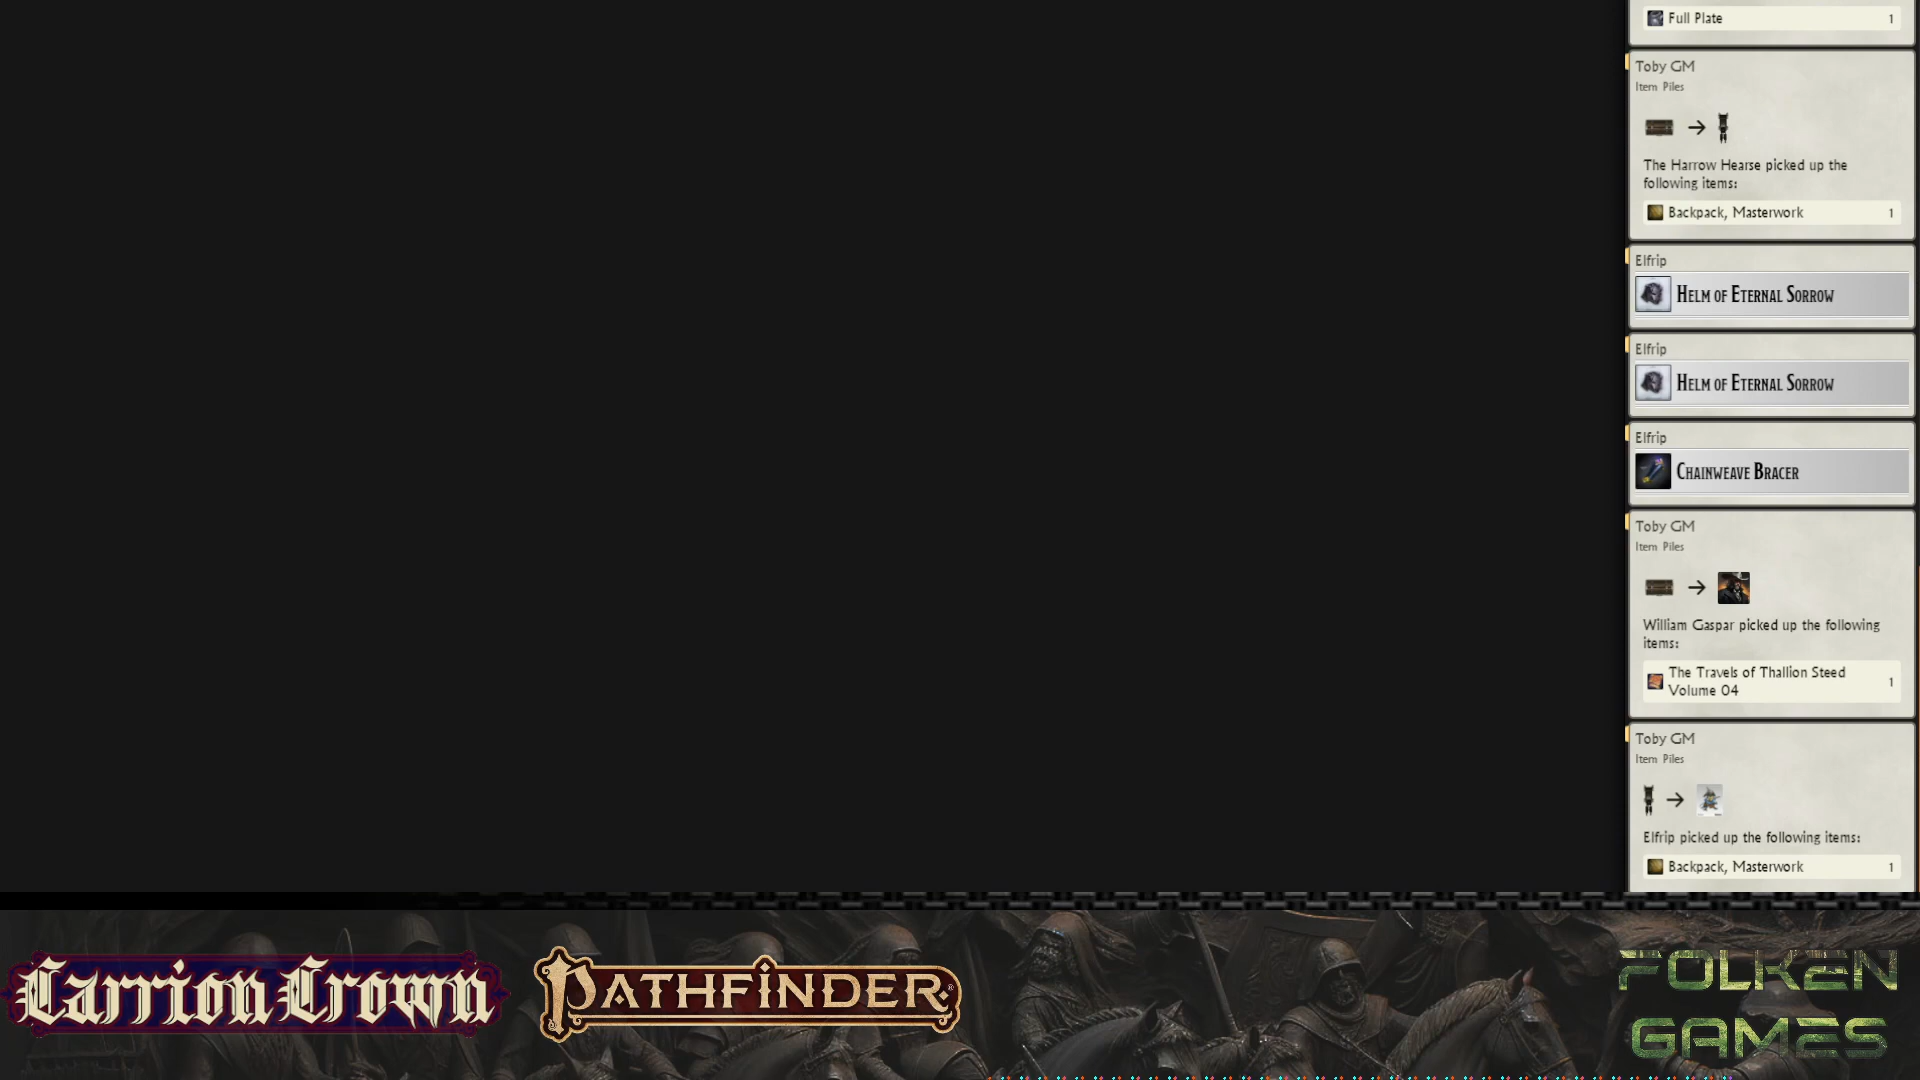 Full Plate 1
Toby GM
Item Piles
The Harrow Hearse picked up the
following items:
Backpack, Masterwork 1
Elfrip
Helm of Eternal Sorrow
Elfrip
Helm of Eternal Sorrow
Elfrip
Chainweave Bracer
Toby GM
Item Piles
William Gaspar picked up the following
items:
The Travels of Thallion Steed
Volume 04 1
Toby GM
Item Piles
Elfrip picked up the following items:
Backpack, Masterwork 1
Carrion Crown
PATHFINDER®
FOLKEN
GAMES